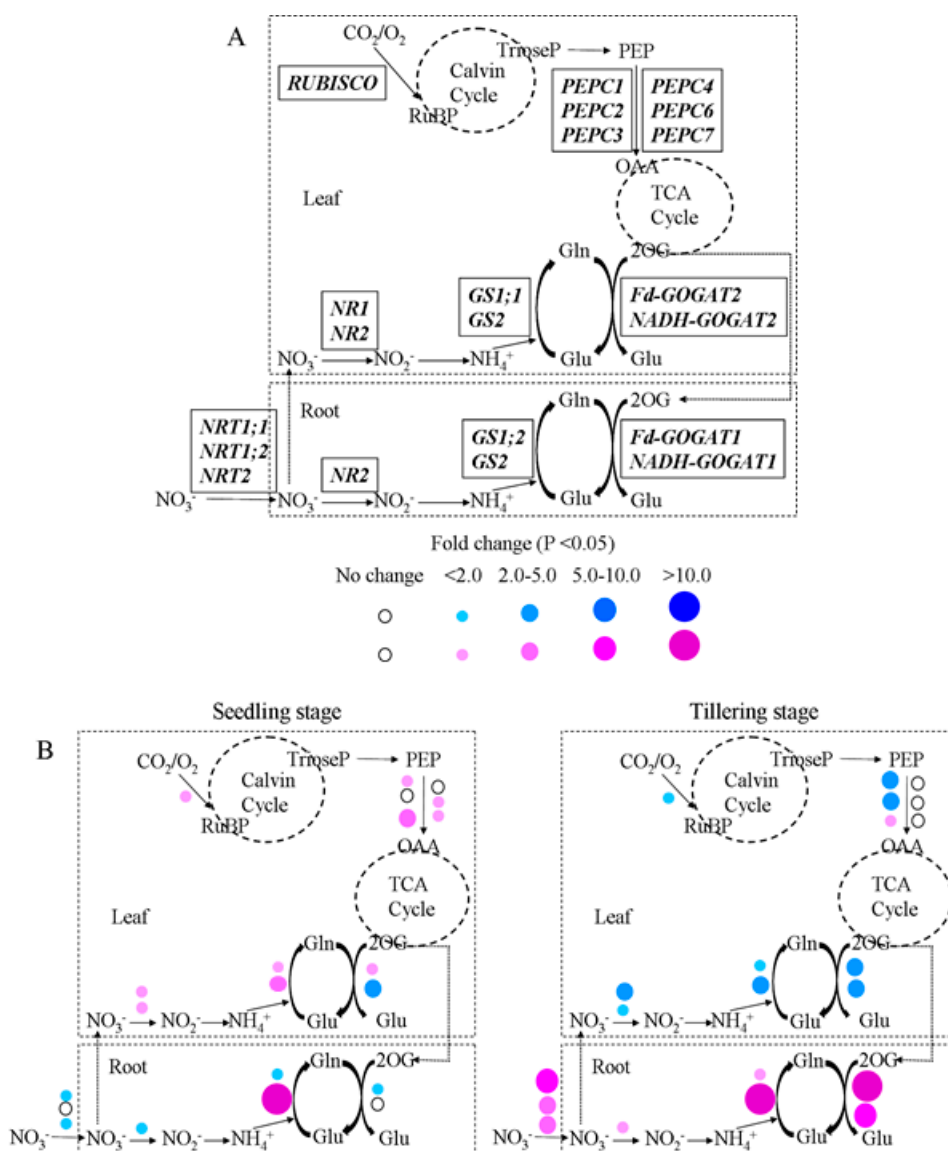 A
CO₂/O₂
TrioseP
PEP
RUBISCO
Calvin
Cycle
RuBP
PEPC1
PEPC2
PEPC3
PEPC4
PEPC6
PEPC7
OAA
Leaf
TCA
Cycle
Gln
2OG
NR1
NR2
GS1;1
GS2
Fd-GOGAT2
NADH-GOGAT2
NO₃⁻
NO₂⁻
NH₄⁺
Glu
Glu
Root
Gln
2OG
NRT1;1
NRT1;2
NRT2
NR2
GS1;2
GS2
Fd-GOGAT1
NADH-GOGAT1
NO₃⁻
NO₃⁻
NO₂⁻
NH₄⁺
Glu
Glu
Fold change (P <0.05)
No change <2.0 2.0-5.0 5.0-10.0 >10.0
B
Seedling stage
CO₂/O₂
TrioseP
PEP
Calvin
Cycle
RuBP
OAA
TCA
Cycle
Leaf
Gln
2OG
NO₃⁻
NO₂⁻
NH₄⁺
Glu
Glu
Root
Gln
2OG
NO₃⁻
NO₃⁻
NO₂⁻
NH₄⁺
Glu
Glu
Tillering stage
CO₂/O₂
TrioseP
PEP
Calvin
Cycle
RuBP
OAA
TCA
Cycle
Leaf
Gln
2OG
NO₃⁻
NO₂⁻
NH₄⁺
Glu
Glu
Root
Gln
2OG
NO₃⁻
NO₃⁻
NO₂⁻
NH₄⁺
Glu
Glu